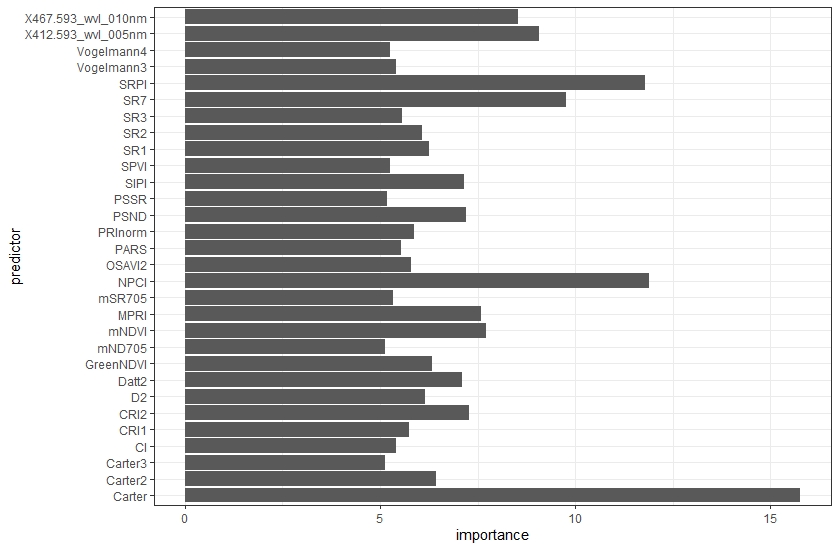 X467.593_wvl_010nm
X412.593_wvl_005nm
Vogelmann4
Vogelmann3
SRPI
SR7
SR3
SR2
SR1
SPVI
SIPI
PSSR
PSND
PRInorm
PARS
OSAVI2
NPCI
mSR705
MPRI
mNDVI
mND705
GreenNDVI
Datt2
D2
CRI2
CRI1
CI
Carter3
Carter2
Carter
predictor
0 5 10 15
importance